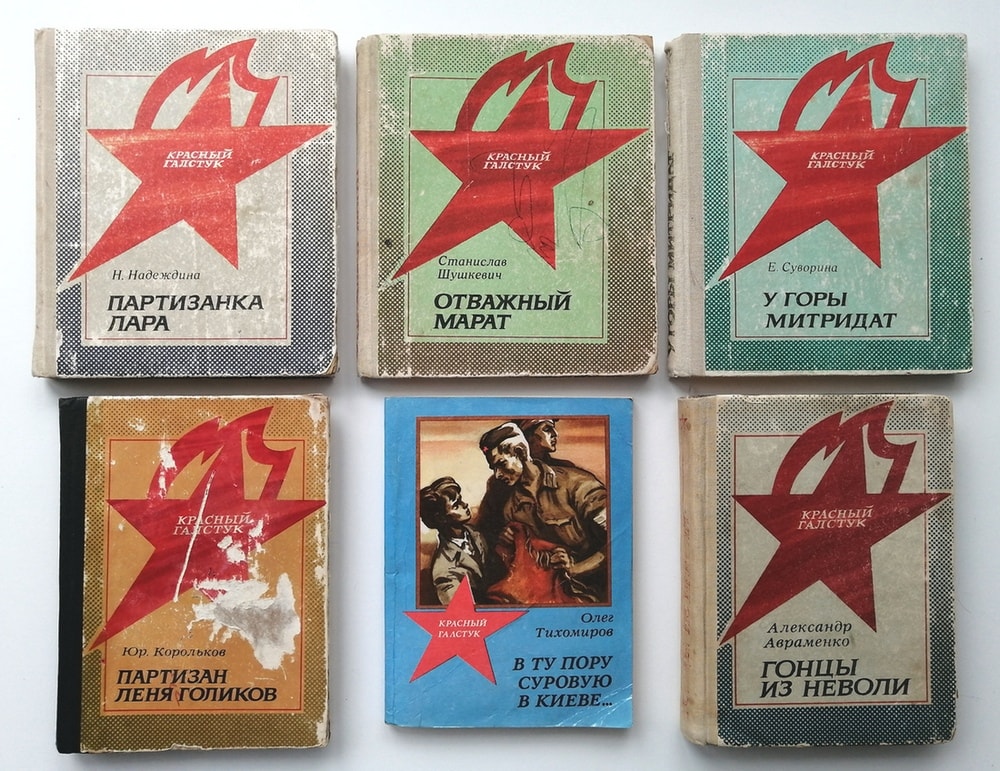 КРАСНЫЙ
ГАЛСТУК
Н. Надеждина
ПАРТИЗАНКА
ЛАРА
КРАСНЫЙ
ГАЛСТУК
Станислав
Шушкевич
ОТВАЖНЫЙ
МАРАТ
КРАСНЫЙ
ГАЛСТУК
Е. Суворина
У ГОРЫ
МИТРИДАТ
У ГОРЫ МИТРИДАТ
КРАСНЫЙ
ГАЛСТУК
Юр. Корольков
ПАРТИЗАН
ЛЕНЯ ГОЛИКОВ
КРАСНЫЙ
ГАЛСТУК
Олег
Тихомиров
В ТУ ПОРУ
СУРОВУЮ
В КИЕВЕ...
КРАСНЫЙ
ГАЛСТУК
Александр
Авраменко
ГОНЦЫ
ИЗ НЕВОЛИ